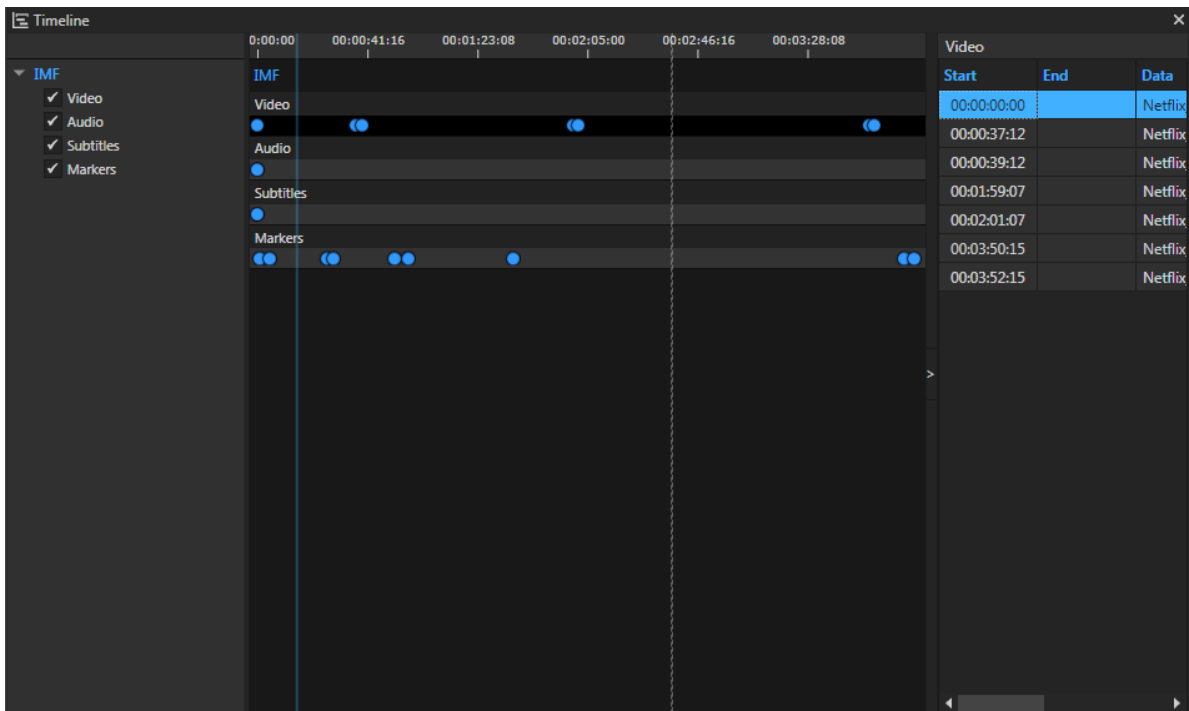 Timeline
0:00:00 00:00:41:16 00:01:23:08 00:02:05:00 00:02:46:16 00:03:28:08
Video
IMF
Video
Audio
Subtitles
Markers
IMF
Video
Audio
Subtitles
Markers
Start End Data
00:00:00:00 Netflix
00:00:37:12 Netflix
00:00:39:12 Netflix
00:01:59:07 Netflix
00:02:01:07 Netflix
00:03:50:15 Netflix
00:03:52:15 Netflix